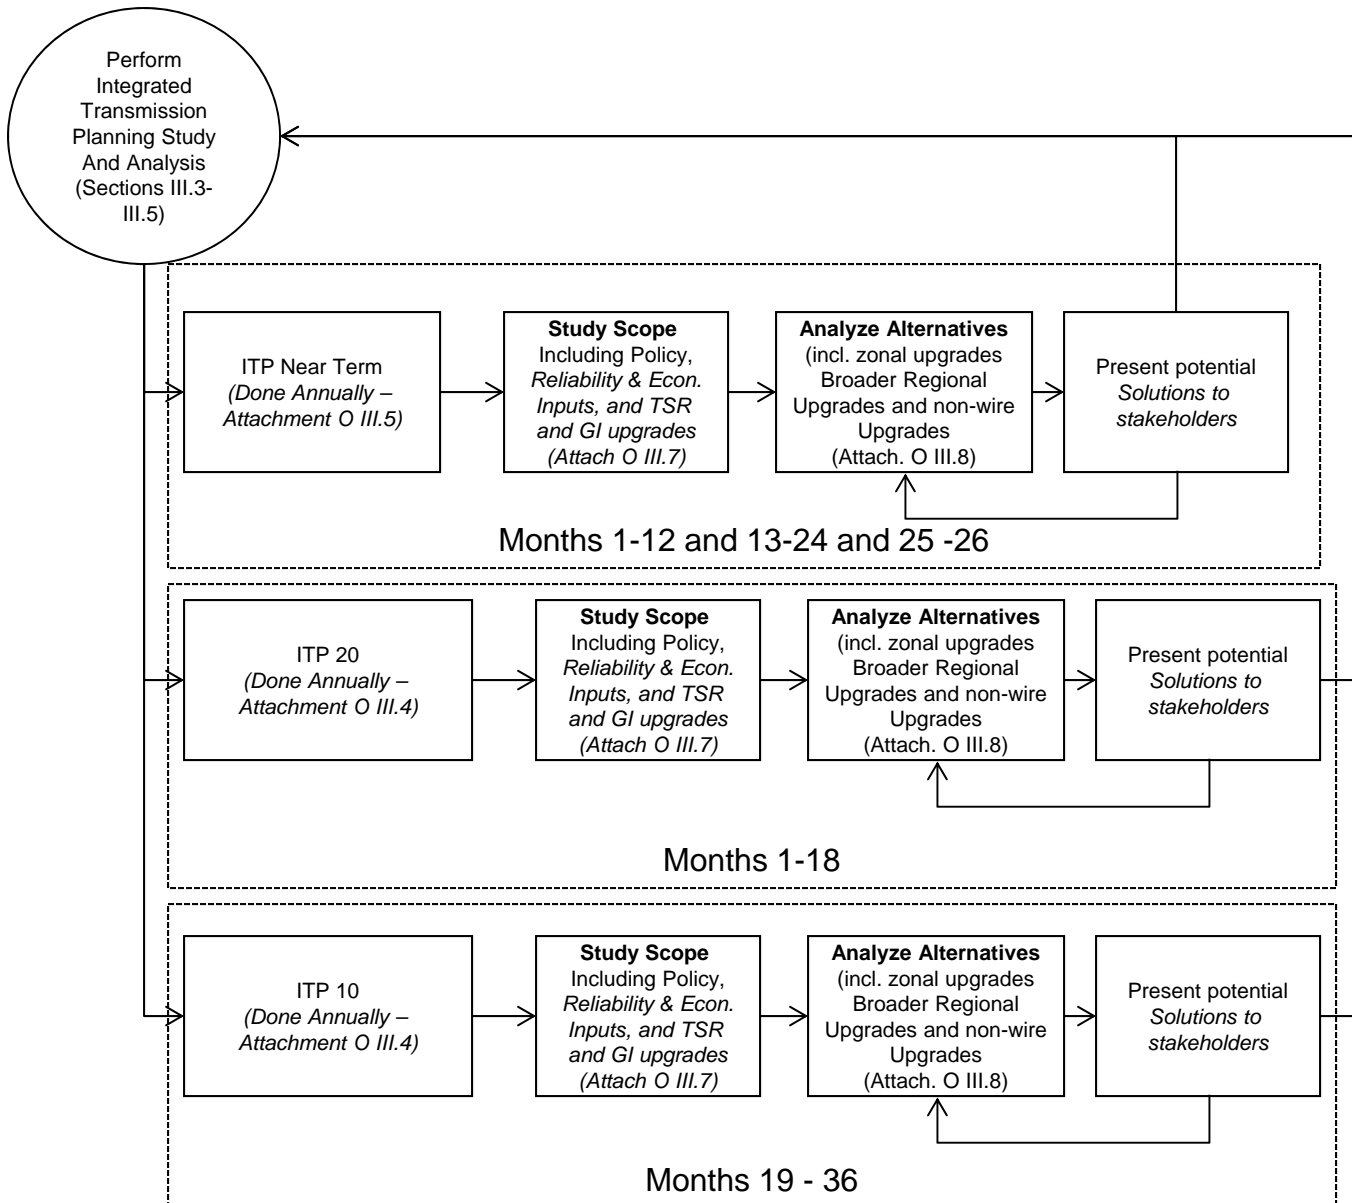 Perform
Integrated
Transmission
Planning Study
And Analysis
(Sections III.3-
III.5)
ITP Near Term
(Done Annually –
Attachment O III.5)
Study Scope
Including Policy,
Reliability & Econ.
Inputs, and TSR
and GI upgrades
(Attach O III.7)
Analyze Alternatives
(incl. zonal upgrades
Broader Regional
Upgrades and non-wire
Upgrades
(Attach. O III.8)
Present potential
Solutions to
stakeholders
Months 1-12 and 13-24 and 25 -26
ITP 20
(Done Annually –
Attachment O III.4)
Study Scope
Including Policy,
Reliability & Econ.
Inputs, and TSR
and GI upgrades
(Attach O III.7)
Analyze Alternatives
(incl. zonal upgrades
Broader Regional
Upgrades and non-wire
Upgrades
(Attach. O III.8)
Present potential
Solutions to
stakeholders
Months 1-18
ITP 10
(Done Annually –
Attachment O III.4)
Study Scope
Including Policy,
Reliability & Econ.
Inputs, and TSR
and GI upgrades
(Attach O III.7)
Analyze Alternatives
(incl. zonal upgrades
Broader Regional
Upgrades and non-wire
Upgrades
(Attach. O III.8)
Present potential
Solutions to
stakeholders
Months 19 - 36